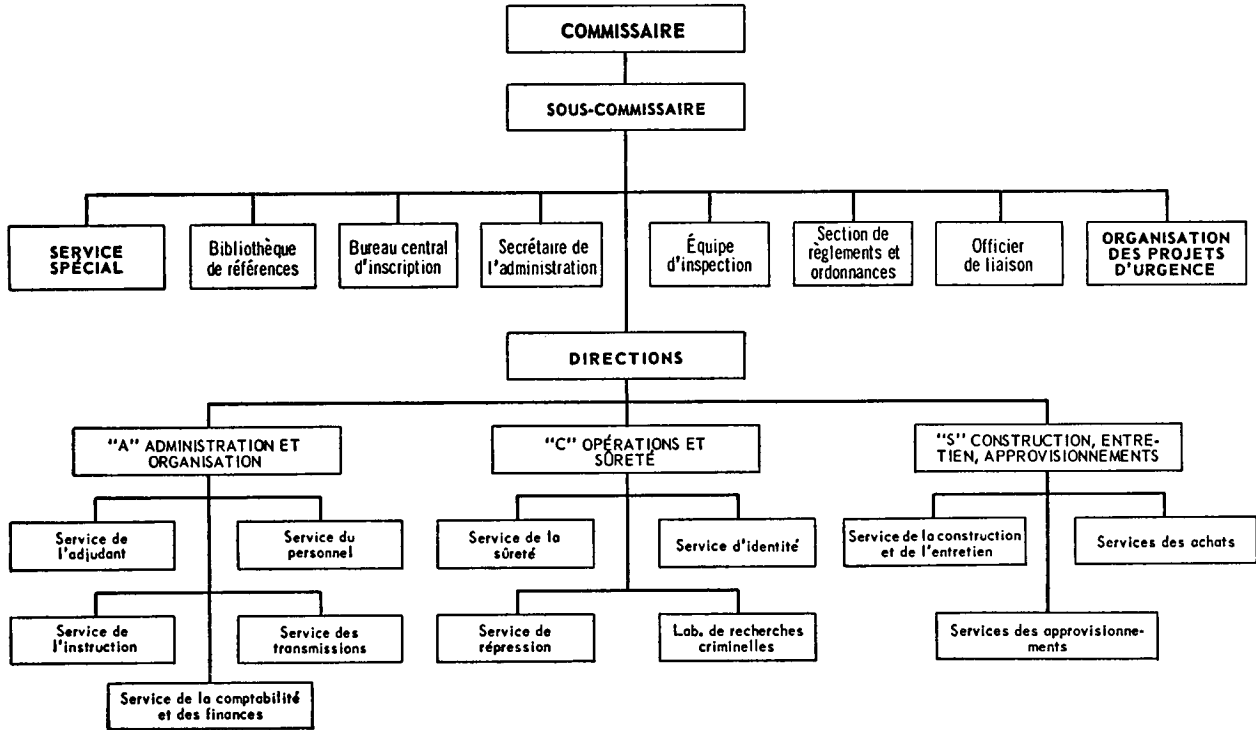 COMMISSAIRE
SOUS-COMMISSAIRE
SERVICE
SPÉCIAL
Bibliothèque
de références
Bureau central
d'inscription
Secrétaire de
l'administration
Équipe
d'inspection
Section de
règlements et
ordonnances
Officier
de liaison
ORGANISATION
DES PROJETS
D'URGENCE
DIRECTIONS
"A" ADMINISTRATION ET
ORGANISATION
"C" OPÉRATIONS ET
SÛRETÉ
"S" CONSTRUCTION, ENTRE-
TIEN, APPROVISIONNEMENTS
Service de
l'adjudant
Service du
personnel
Service de la
sûreté
Service d'identité
Service de la construction
et de l'entretien
Services des achats
Service de
l'instruction
Service des
transmissions
Service de
répression
Lab. de recherches
criminelles
Services des approvisionne-
ments
Service de la comptabilité
et des finances